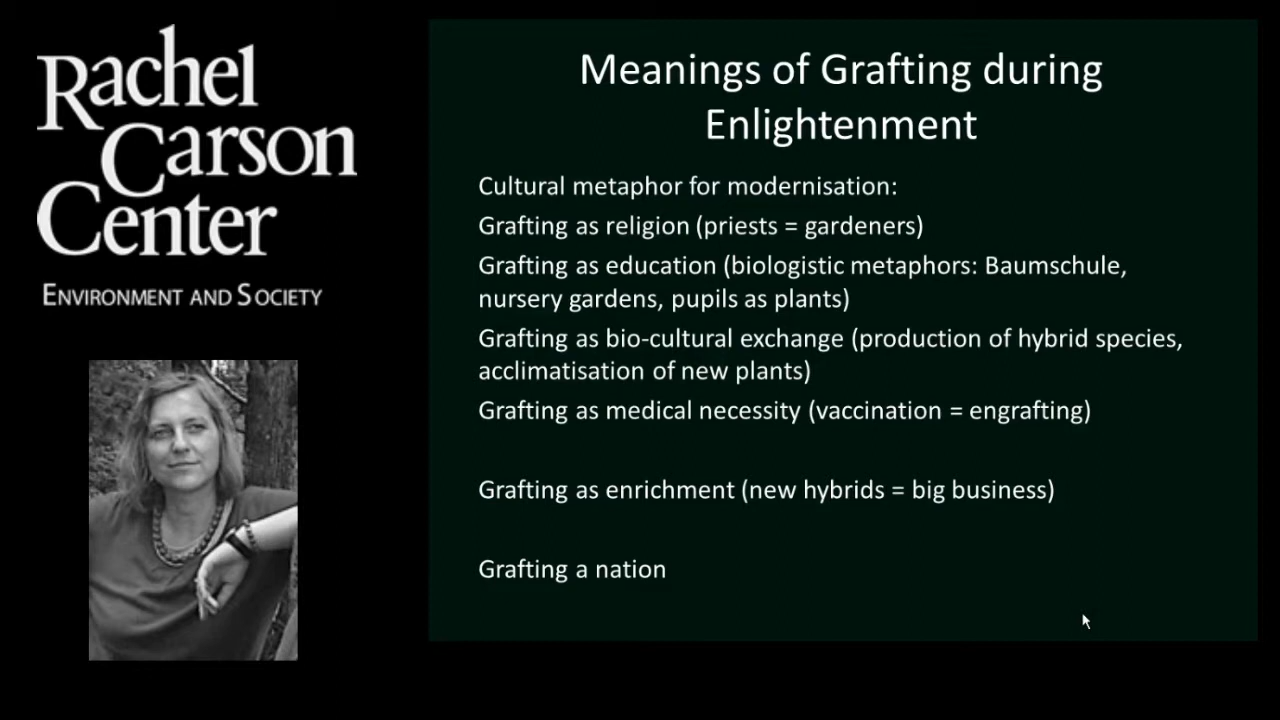 Rachel
Carson
Center
ENVIRONMENT AND SOCIETY
Meanings of Grafting during
Enlightenment
Cultural metaphor for modernisation:
Grafting as religion (priests = gardeners)
Grafting as education (biologistic metaphors: Baumschule,
nursery gardens, pupils as plants)
Grafting as bio-cultural exchange (production of hybrid species,
acclimatisation of new plants)
Grafting as medical necessity (vaccination = engrafting)
Grafting as enrichment (new hybrids = big business)
Grafting a nation